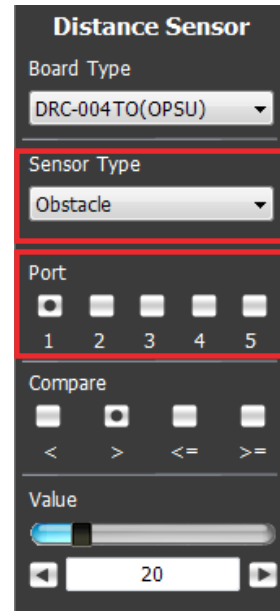 Distance Sensor
Board Type
DRC-004TO(OPSU)
Sensor Type
Obstacle
Port
1 2 3 4 5
Compare
< > <= >=
Value
20